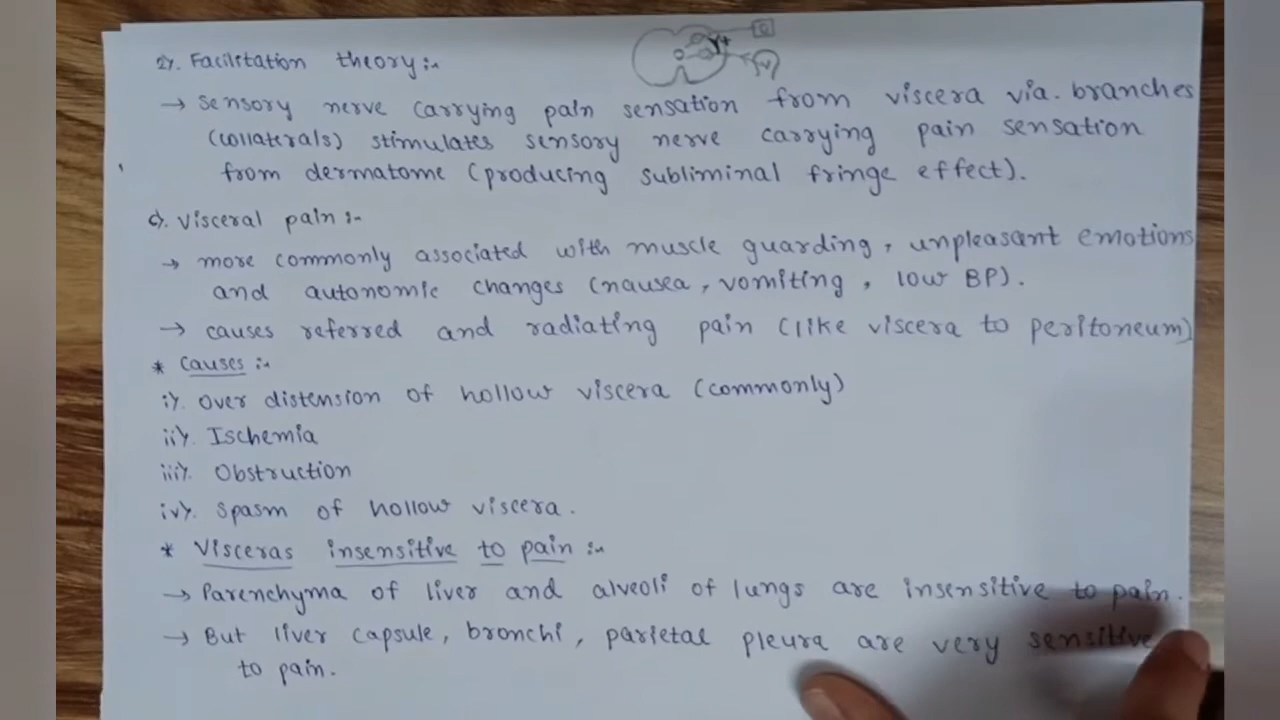 2). Facilitation theory:-
→ sensory nerve carrying pain sensation from viscera via branches
(collaterals) stimulates sensory nerve carrying pain sensation
from dermatome (producing subliminal fringe effect).
c). Visceral pain:-
→ more commonly associated with muscle guarding, unpleasant emotions
and autonomic changes (nausea, vomiting, low BP).
→ causes referred and radiating pain (like viscera to peritoneum)
* Causes:-
i). Over distension of hollow viscera (commonly)
ii). Ischemia
iii). Obstruction
iv). Spasm of hollow viscera.
* Visceras insensitive to pain:-
→ Parenchyma of liver and alveoli of lungs are insensitive to pain.
→ But liver capsule, bronchi, parietal pleura are very sensitive
to pain.